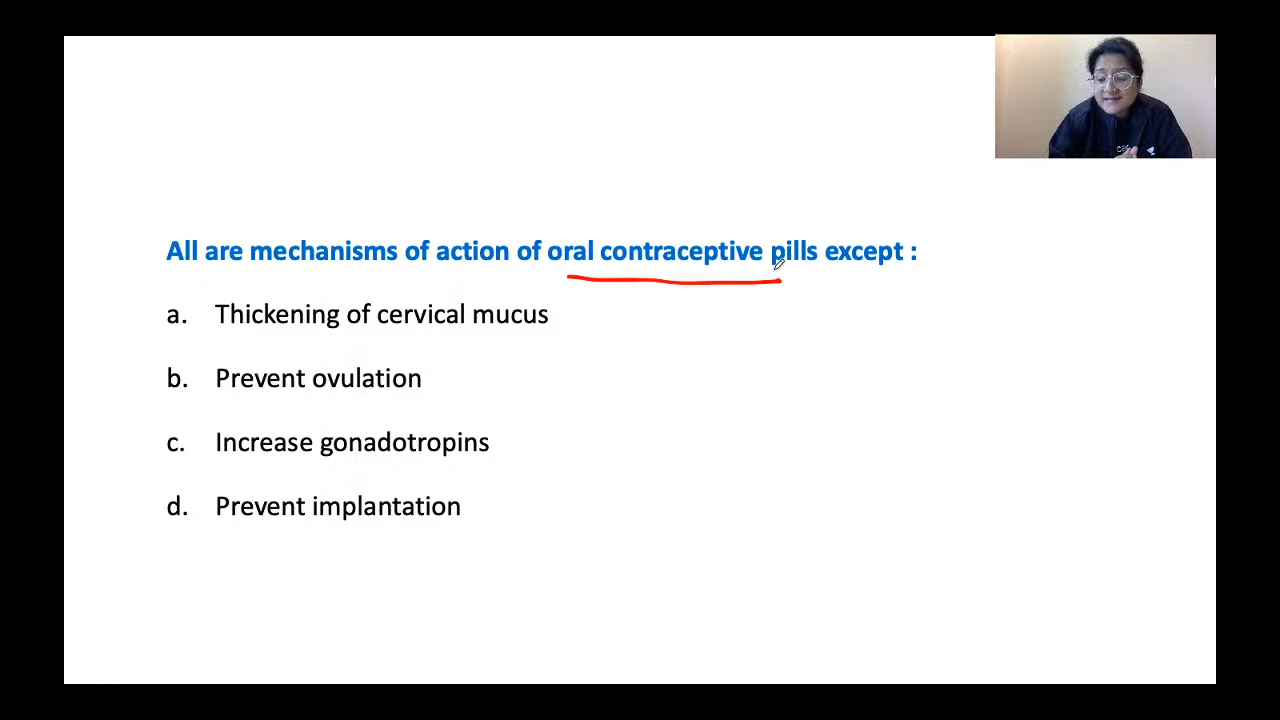 All are mechanisms of action of oral contraceptive pills except :
a. Thickening of cervical mucus
b. Prevent ovulation
c. Increase gonadotropins
d. Prevent implantation